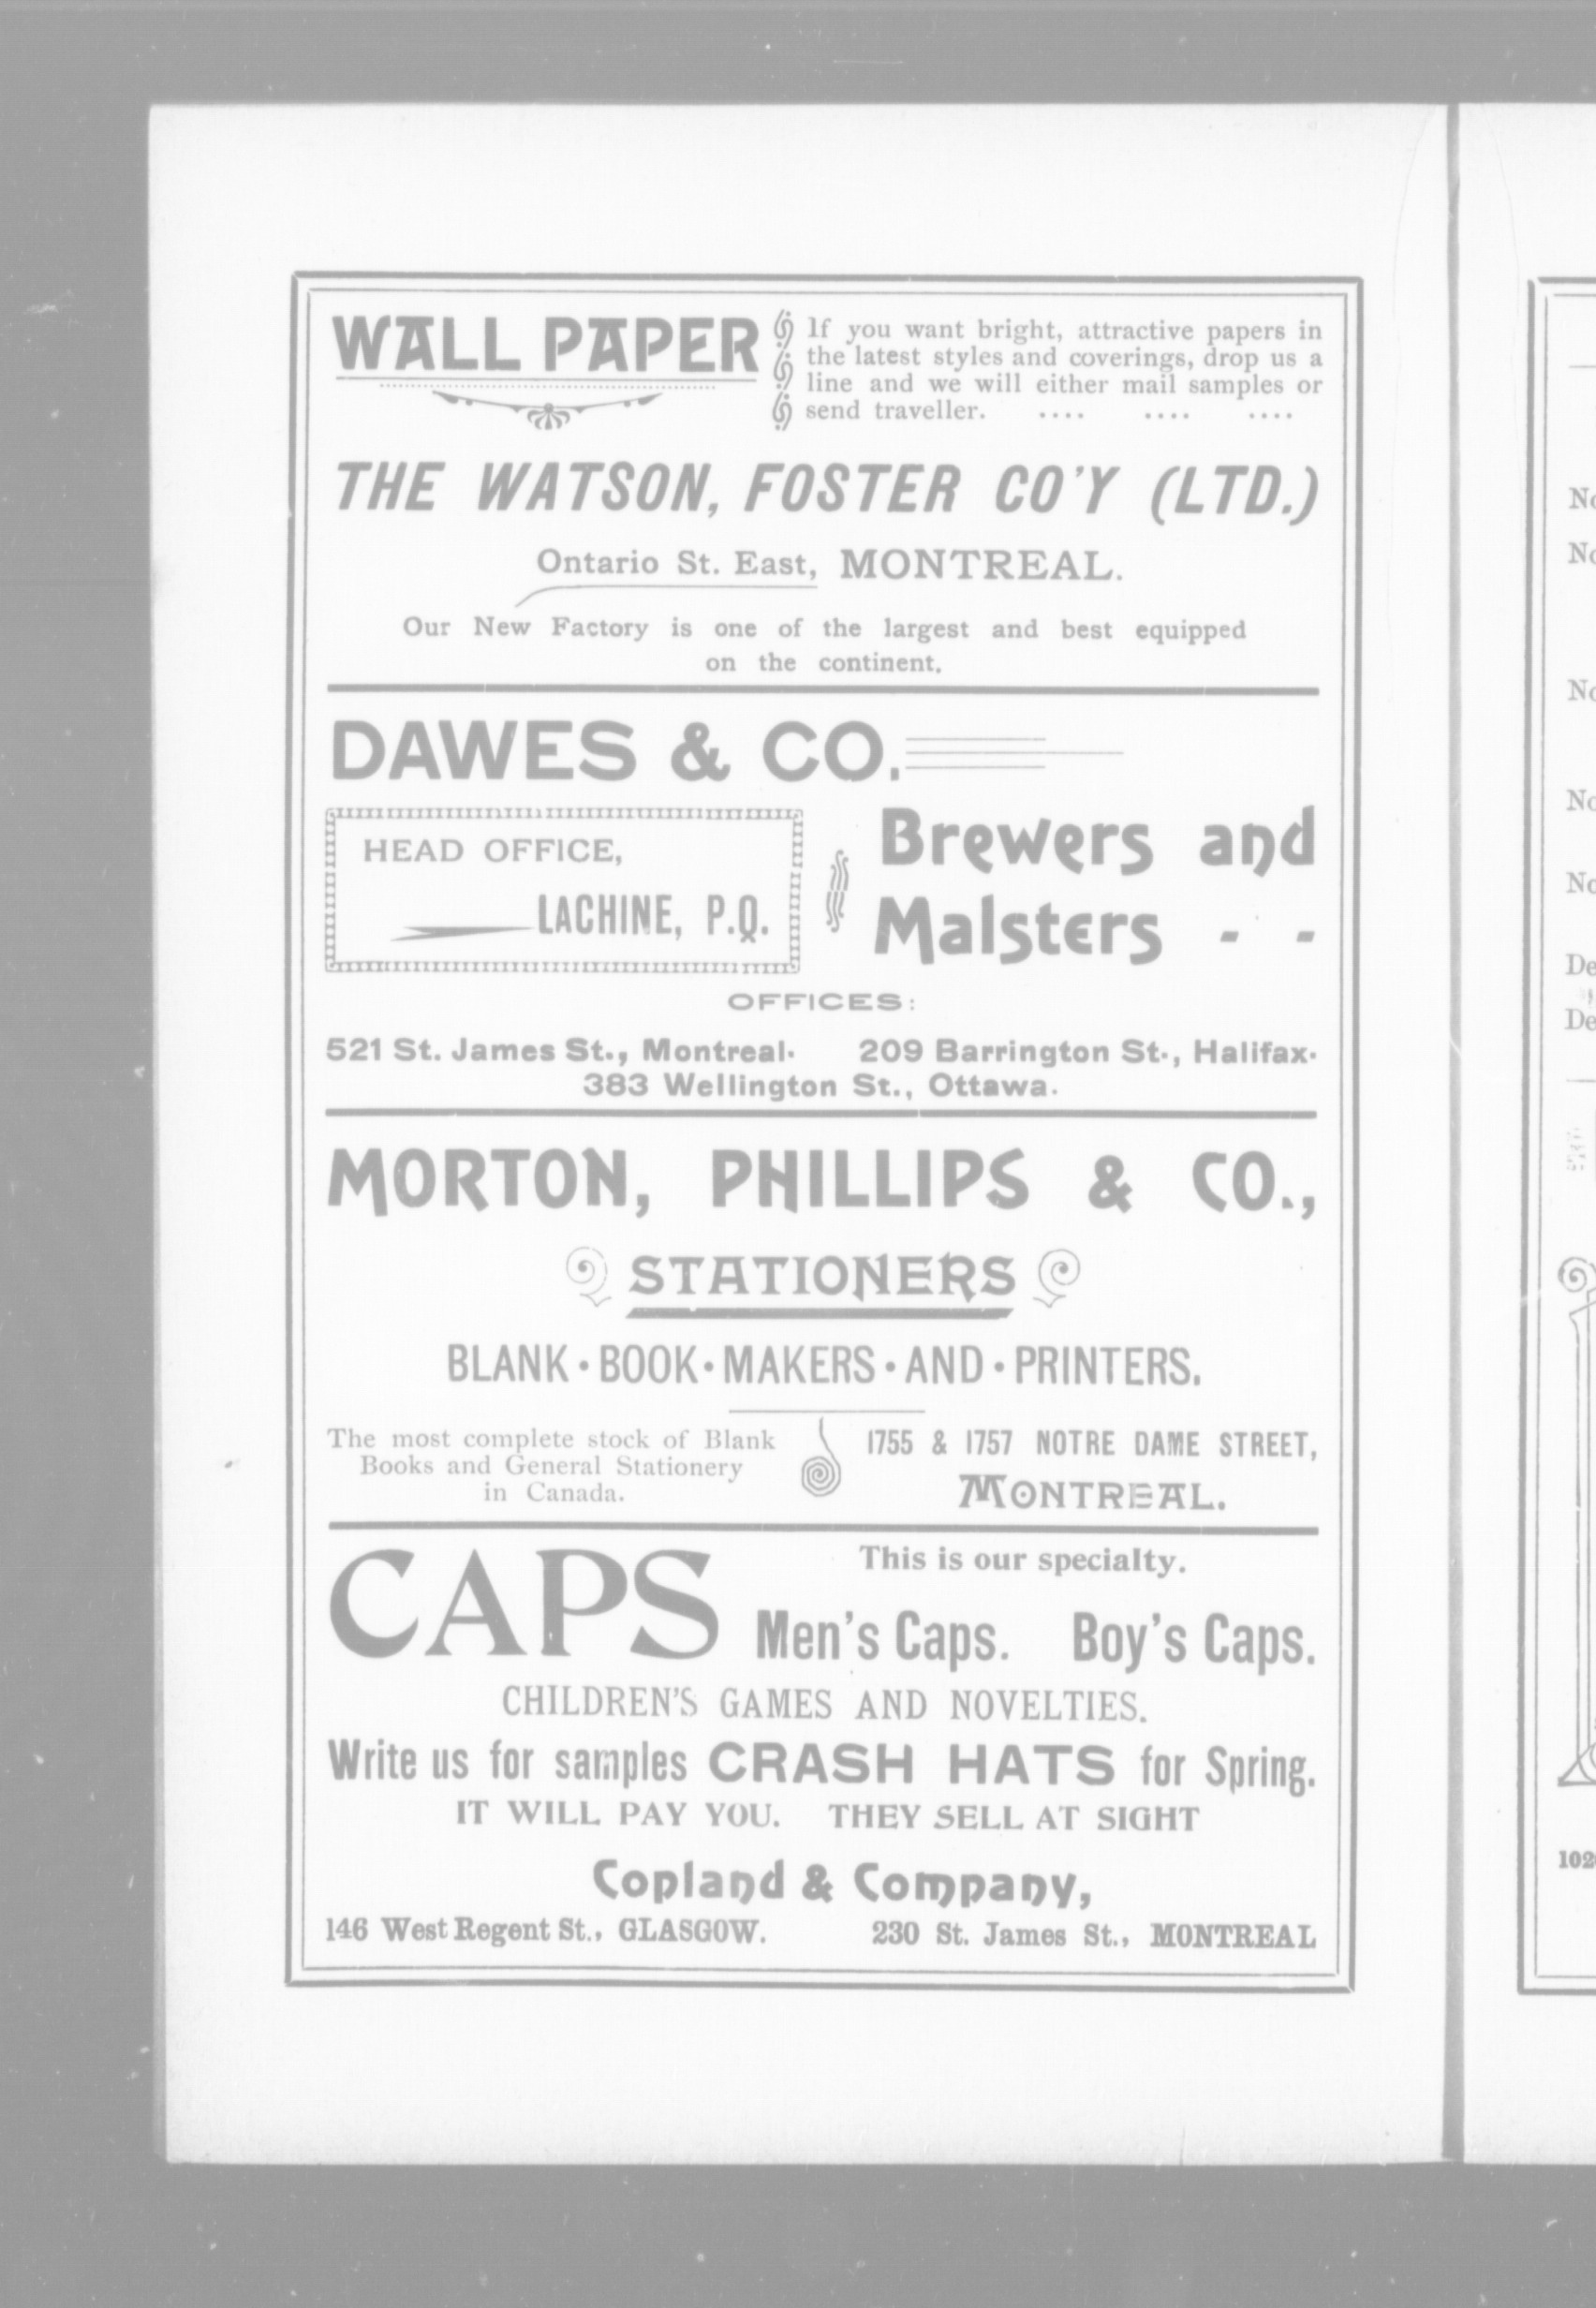 WALL PAPER
If you want bright, attractive papers in
the latest styles and coverings, drop us a
line and we will either mail samples or
send traveller. .... .... ....
THE WATSON, FOSTER CO'Y (LTD.)
Ontario St. East, MONTREAL.
Our New Factory is one of the largest and best equipped
on the continent.
DAWES & CO.
HEAD OFFICE,
LACHINE, P.Q.
Brewers and
Malsters - -
OFFICES:
521 St. James St., Montreal. 209 Barrington St., Halifax.
383 Wellington St., Ottawa.
MORTON, PHILLIPS & CO.,
STATIONERS
BLANK • BOOK • MAKERS • AND • PRINTERS.
The most complete stock of Blank
Books and General Stationery
in Canada.
1755 & 1757 NOTRE DAME STREET,
MONTREAL.
CAPS
This is our specialty.
Men's Caps. Boy's Caps.
CHILDREN'S GAMES AND NOVELTIES.
Write us for samples CRASH HATS for Spring.
IT WILL PAY YOU. THEY SELL AT SIGHT
Copland & Company,
146 West Regent St., GLASGOW. 230 St. James St., MONTREAL